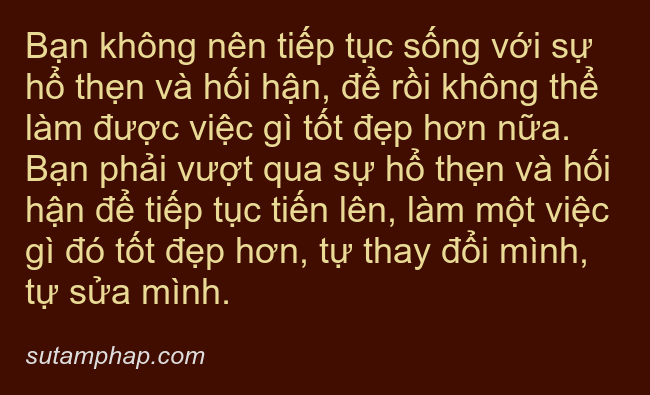 Bạn không nên tiếp tục sống với sự
hổ thẹn và hối hận, để rồi không thể
làm được việc gì tốt đẹp hơn nữa.
Bạn phải vượt qua sự hổ thẹn và hối
hận để tiếp tục tiến lên, làm một việc
gì đó tốt đẹp hơn, tự thay đổi mình,
tự sửa mình.
sutamphap.com